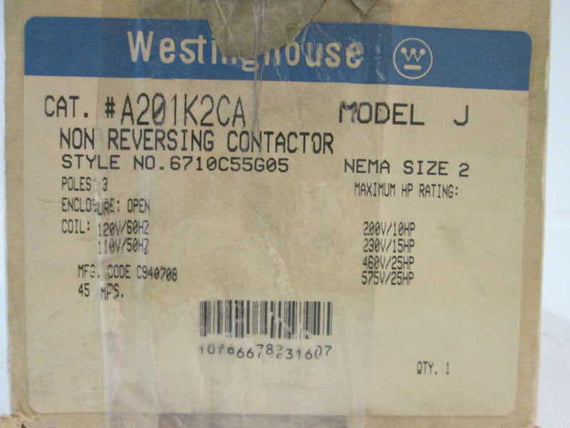 Westinghouse W
CAT. #A201K2CA MODEL J
NON REVERSING CONTACTOR
STYLE NO.6710C55G05 NEMA SIZE 2
POLES: 3 MAXIMUM HP RATING:
ENCLOSURE: OPEN
COIL: 120V/60HZ 200V/10HP
110V/50HZ 230V/15HP
460V/25HP
MFG. CODE C940708 575V/25HP
45 MPS.
QTY. 1